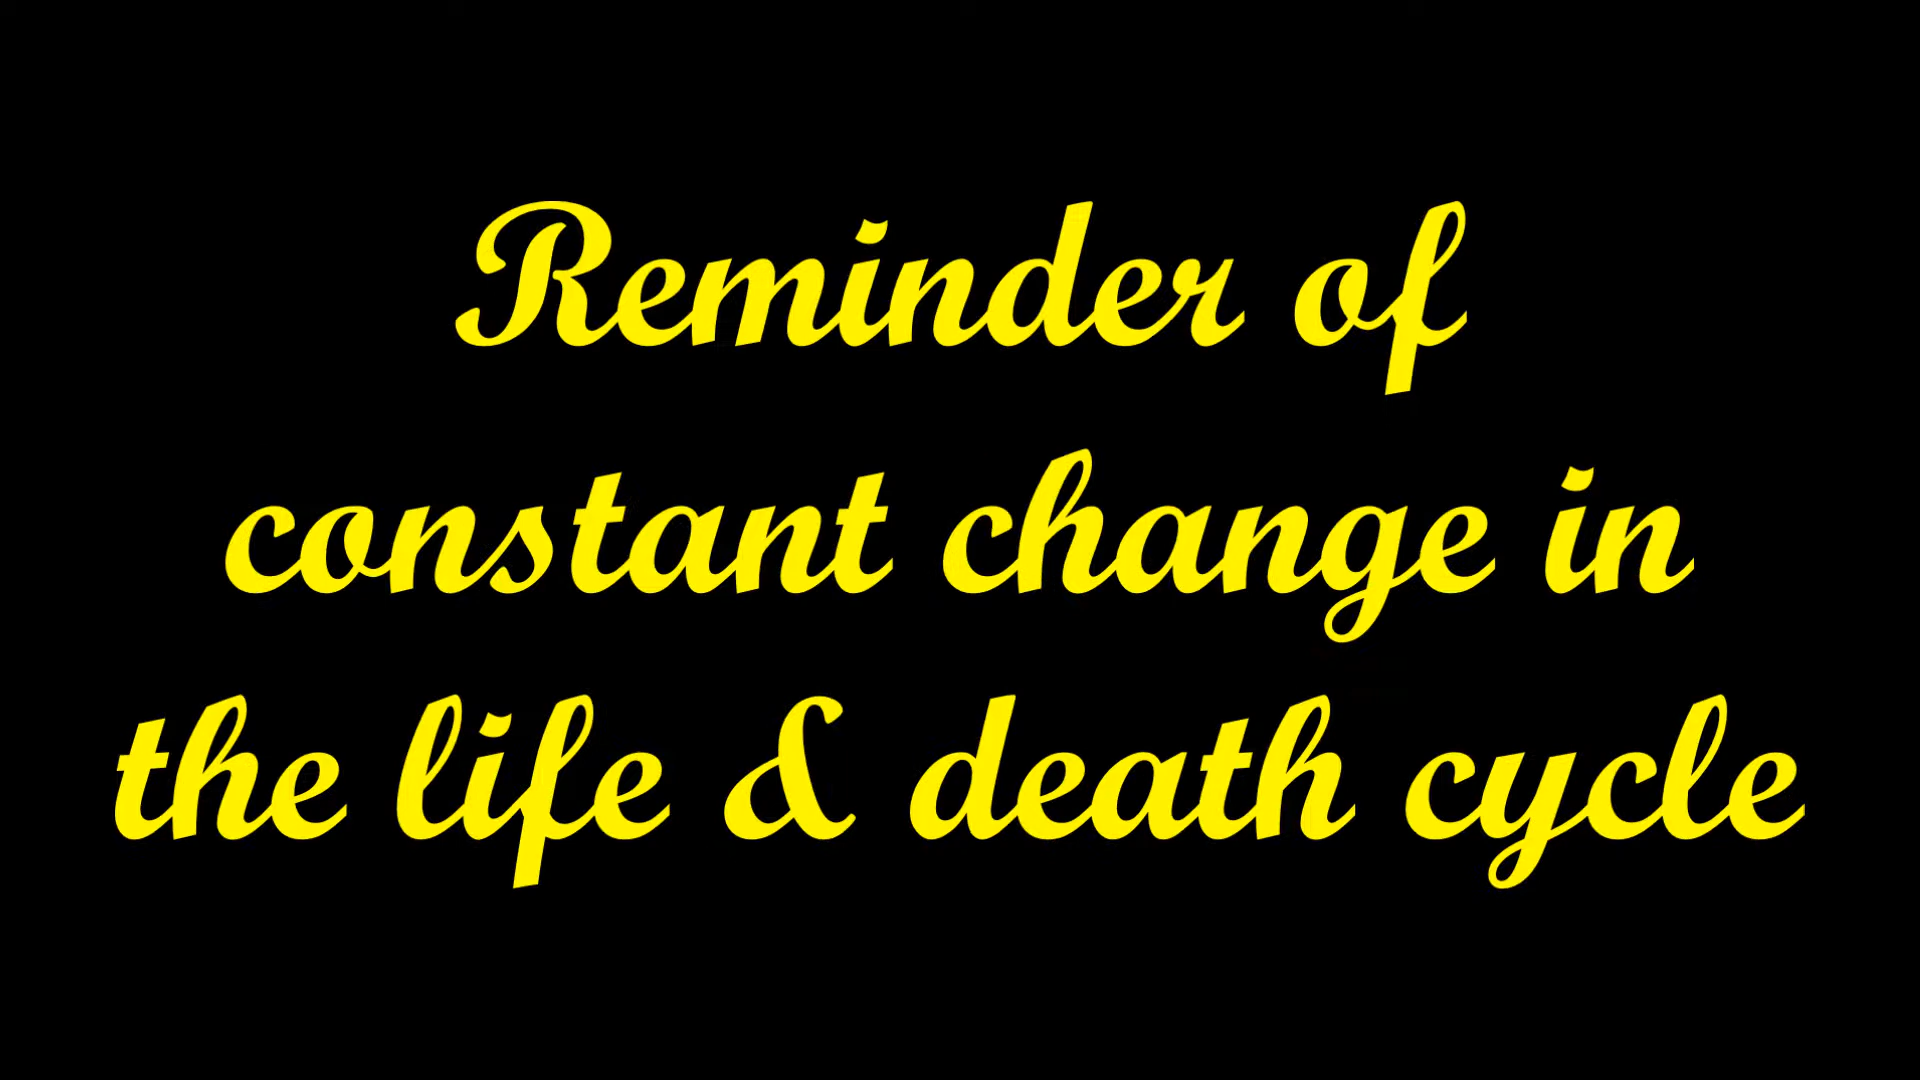 Reminder of
constant change in
the life & death cycle